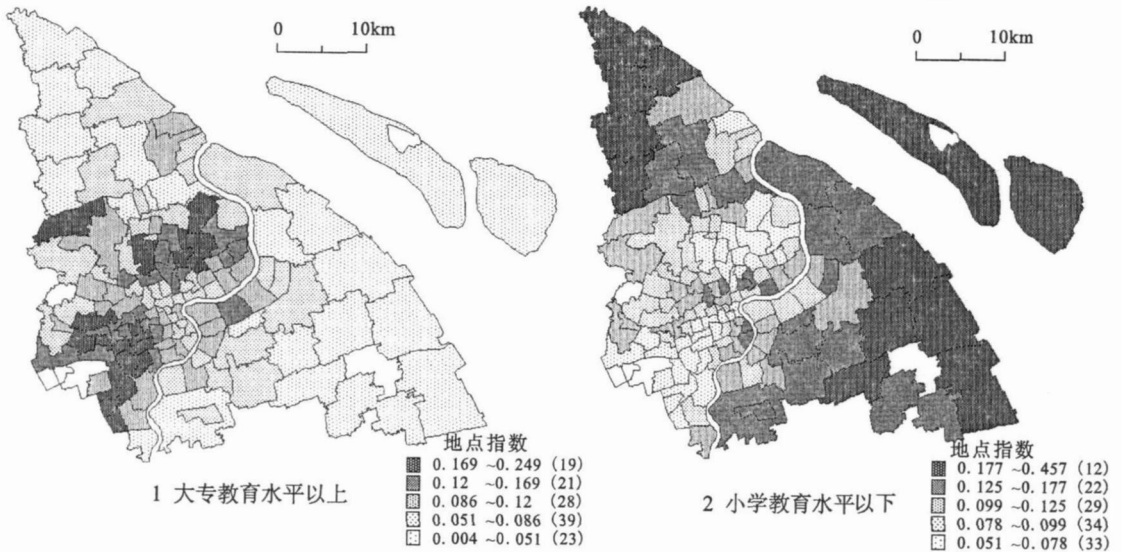 0 10km
地点指数
0.169 ~0.249 (19)
0.12 ~0.169 (21)
0.086 ~0.12 (28)
0.051 ~0.086 (39)
0.004 ~0.051 (23)
1 大专教育水平以上
0 10km
地点指数
0.177 ~0.457 (12)
0.125 ~0.177 (22)
0.099 ~0.125 (29)
0.078 ~0.099 (34)
0.051 ~0.078 (33)
2 小学教育水平以下